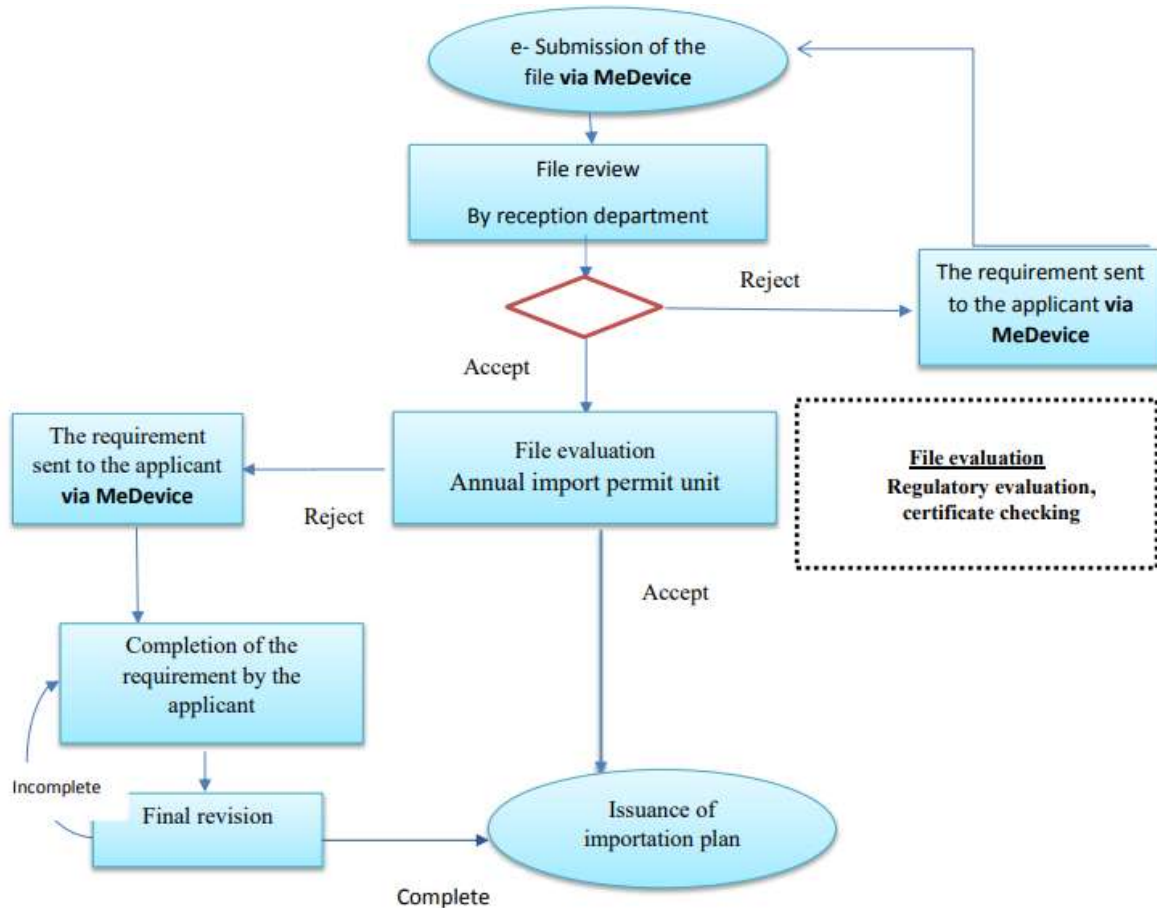 e- Submission of the
file via MeDevice
File review
By reception department
Reject
The requirement sent
to the applicant via
MeDevice
Accept
The requirement
sent to the applicant
via MeDevice
File evaluation
Annual import permit unit
File evaluation
Regulatory evaluation,
certificate checking
Reject
Accept
Completion of the
requirement by the
applicant
Incomplete
Final revision
Issuance of
importation plan
Complete